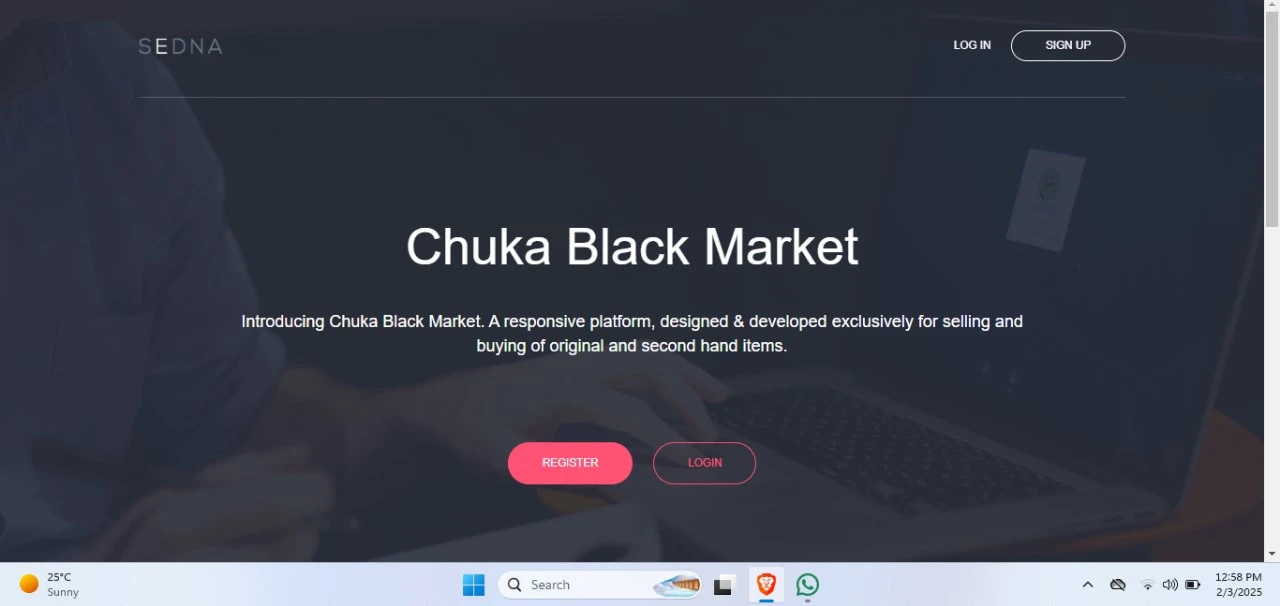 SEDNA
LOG IN
SIGN UP
Chuka Black Market
Introducing Chuka Black Market. A responsive platform, designed & developed exclusively for selling and
buying of original and second hand items.
REGISTER
LOGIN
25°C
Sunny
Search
12:58 PM
2/3/2025